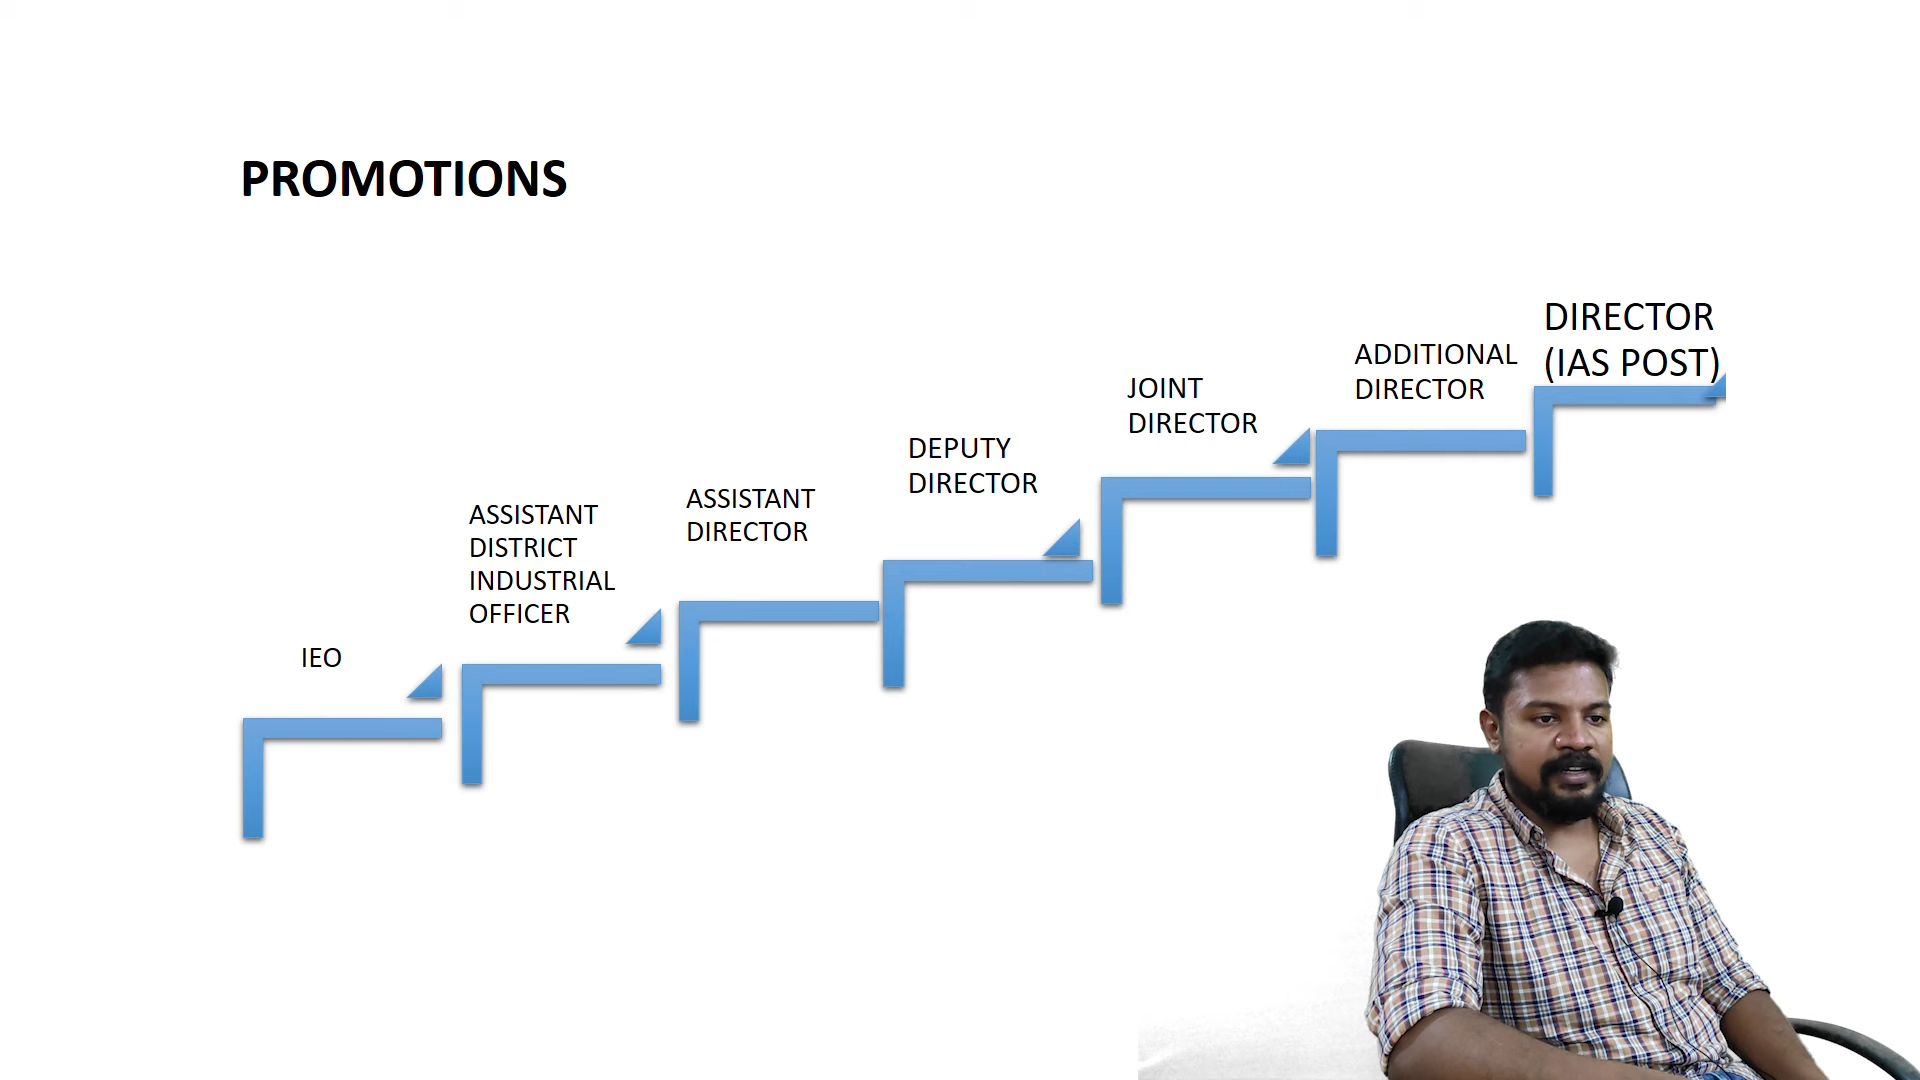 PROMOTIONS
IEO
ASSISTANT
DISTRICT
INDUSTRIAL
OFFICER
ASSISTANT
DIRECTOR
DEPUTY
DIRECTOR
JOINT
DIRECTOR
ADDITIONAL
DIRECTOR
DIRECTOR
(IAS POST)